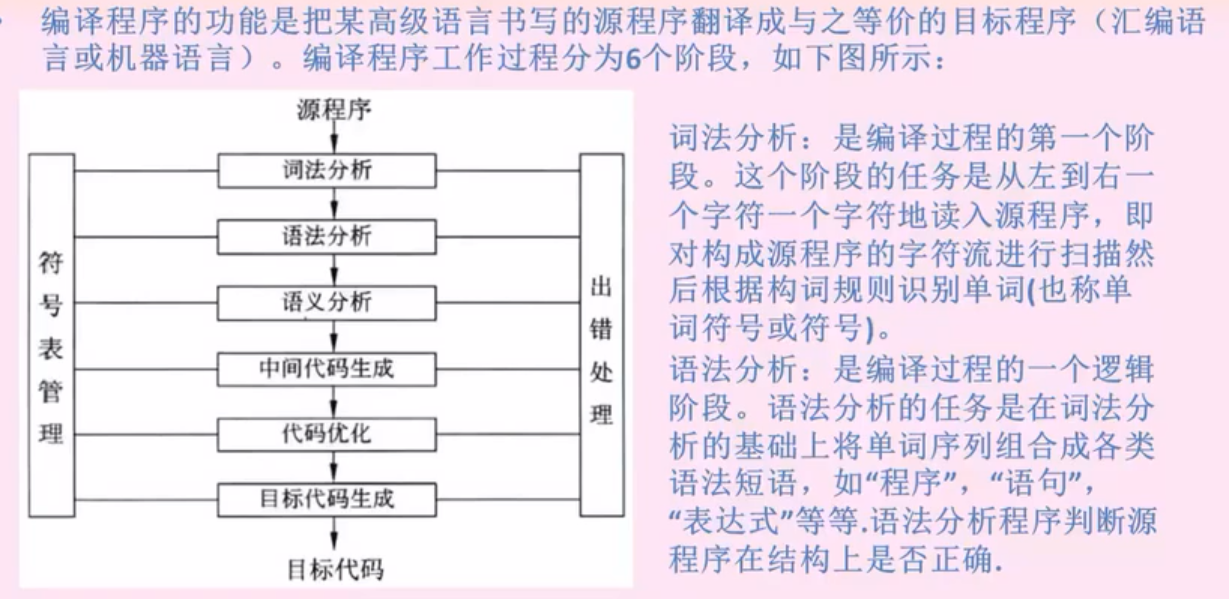 编译程序的功能是把某高级语言书写的源程序翻译成与之等价的目标程序（汇编语
言或机器语言）。编译程序工作过程分为6个阶段，如下图所示：
源程序
词法分析
语法分析
语义分析
中间代码生成
代码优化
目标代码生成
目标代码
符号表管理
出错处理
词法分析：是编译过程的第一个阶
段。这个阶段的任务是从左到右一
个字符一个字符地读入源程序，即
对构成源程序的字符流进行扫描然
后根据构词规则识别单词(也称单
词符号或符号)。
语法分析：是编译过程的一个逻辑
阶段。语法分析的任务是在词法分
析的基础上将单词序列组合成各类
语法短语，如“程序”，“语句”，
“表达式”等等.语法分析程序判断源
程序在结构上是否正确.